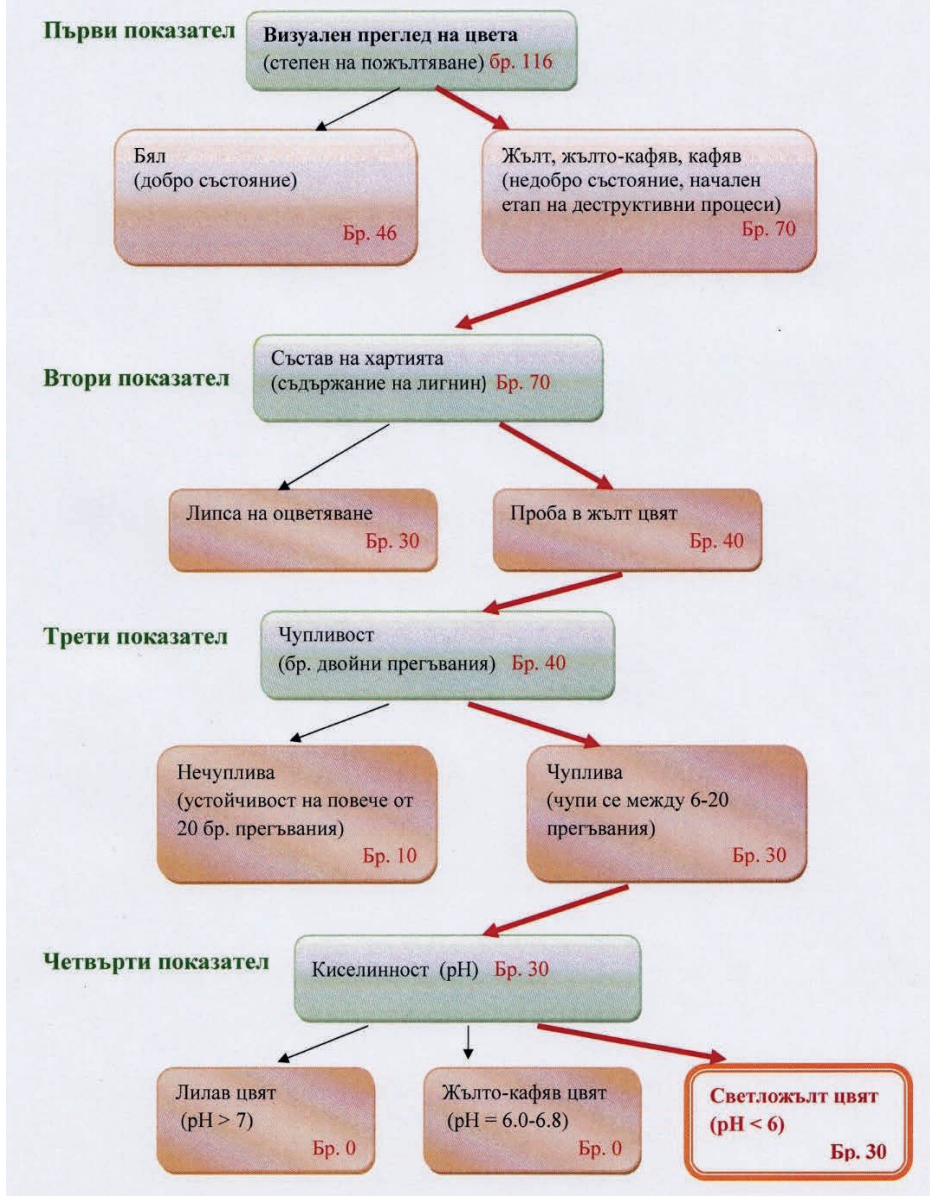 Първи показател
Визуален преглед на цвета
(степен на пожълтяване) бр. 116
Бял
(добро състояние)
Бр. 46
Жълт, жълто-кафяв, кафяв
(недобро състояние, начален
етап на деструктивни процеси)
Бр. 70
Втори показател
Състав на хартията
(съдържание на лигнин) Бр. 70
Липса на оцветяване
Бр. 30
Проба в жълт цвят
Бр. 40
Трети показател
Чупливост
(бр. двойни прегъвания) Бр. 40
Нечуплива
(устойчивост на повече от
20 бр. прегъвания)
Бр. 10
Чуплива
(чупи се между 6-20
прегъвания)
Бр. 30
Четвърти показател
Киселинност (pH) Бр. 30
Лилав цвят
(pH > 7)
Бр. 0
Жълто-кафяв цвят
(pH = 6.0-6.8)
Бр. 0
Светложълт цвят
(pH < 6)
Бр. 30